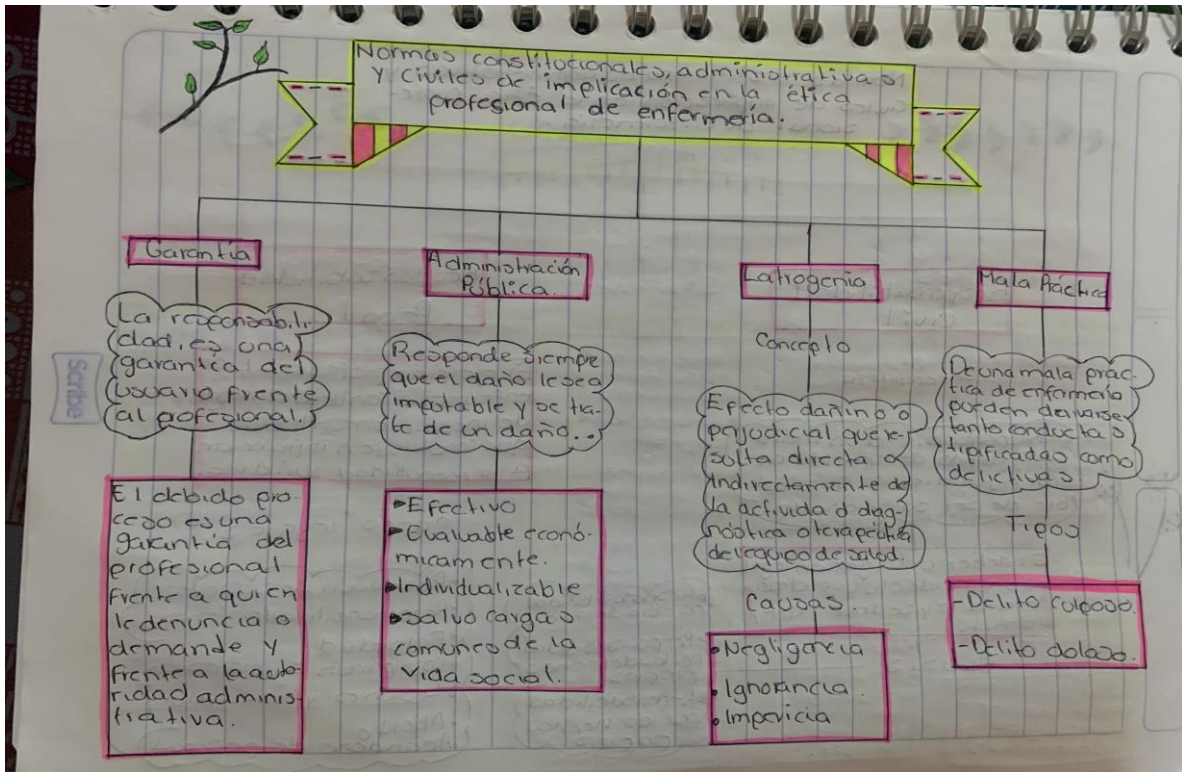 Normas constitucionales, administrativas
y civiles de implicación en la ética
profesional de enfermería.
Garantía
La responsabili-
dad, es una
garantía del
usuario frente
al profesional.
El debido pro-
ceso es una
garantía del
profesional
frente a quien
le denuncia o
demande y
frente a la auto-
ridad adminis-
trativa.
Administración
Pública.
Responde siempre
que el daño le sea
imputable y se tra-
te de un daño...
Efectivo
Evaluable econó-
micamente.
Individualizable
salvo cargas
comunes de la
vida social.
Latrogenia
Concepto
Efecto dañino o
perjudicial que re-
sulta directa o
indirectamente de
la actividad diag-
nóstica o terapéutica
del equipo de salud.
Causas.
Negligencia
Ignorancia.
Impericia
Mala Práctica
De una mala prác-
tica de enfermería
pueden derivarse
tanto conductas
tipificadas como
delictivas
Tipos
-Delito culposo.
-Delito doloso.
Scribe